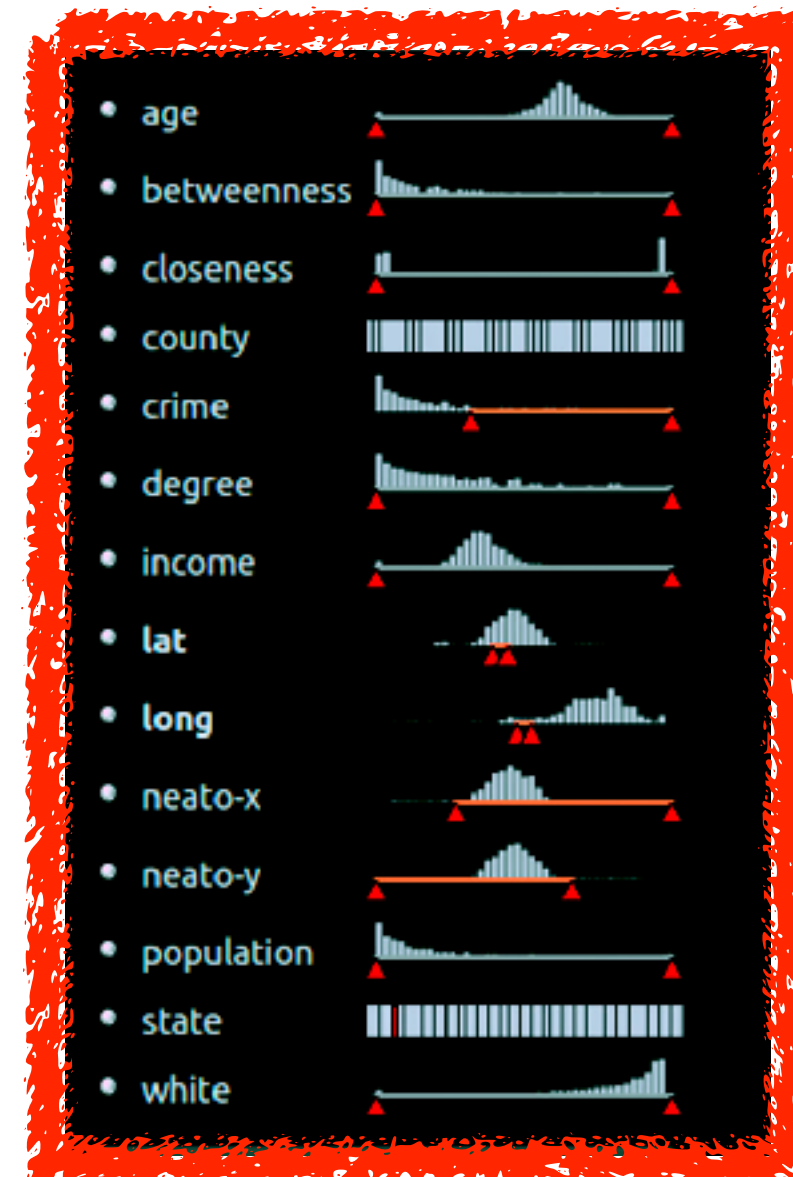 age
betweenness
closeness
county
crime
degree
income
lat
long
neato-x
neato-y
population
state
white